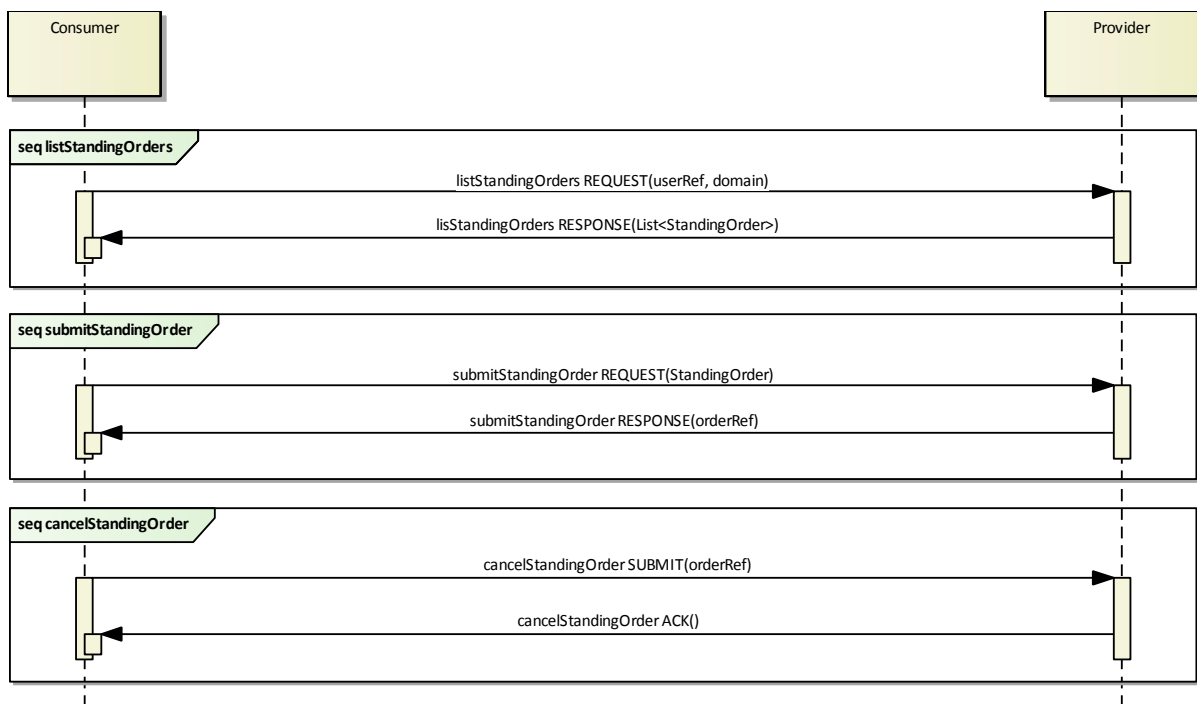 Consumer
Provider
seq listStandingOrders
listStandingOrders REQUEST(userRef, domain)
lisStandingOrders RESPONSE(List<StandingOrder>)
seq submitStandingOrder
submitStandingOrder REQUEST(StandingOrder)
submitStandingOrder RESPONSE(orderRef)
seq cancelStandingOrder
cancelStandingOrder SUBMIT(orderRef)
cancelStandingOrder ACK()